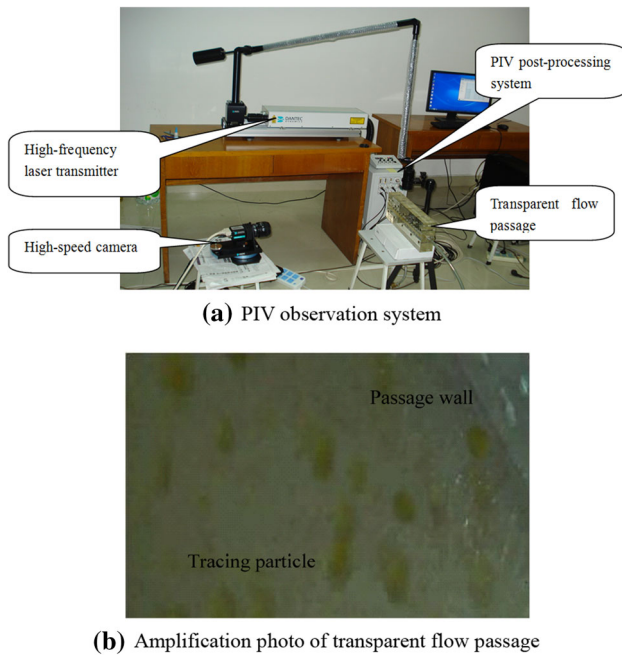 PIV post-processing
system
High-frequency
laser transmitter
DANTEC
Transparent flow
passage
High-speed camera
(a) PIV observation system
Passage wall
Tracing particle
(b) Amplification photo of transparent flow passage